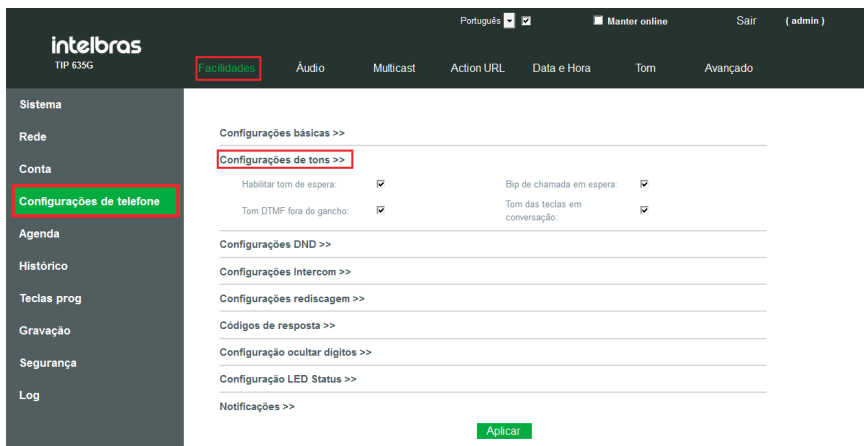 Português
Manter online
Sair
( admin )
intelbras
TIP 635G
Facilidades
Áudio
Multicast
Action URL
Data e Hora
Tom
Avançado
Sistema
Rede
Conta
Configurações de telefone
Agenda
Histórico
Teclas prog
Gravação
Segurança
Log
Configurações básicas >>
Configurações de tons >>
Habilitar tom de espera:
Bip de chamada em espera:
Tom DTMF fora do gancho:
Tom das teclas em
conversação:
Configurações DND >>
Configurações Intercom >>
Configurações rediscagem >>
Códigos de resposta >>
Configuração ocultar dígitos >>
Configuração LED Status >>
Notificações >>
Aplicar